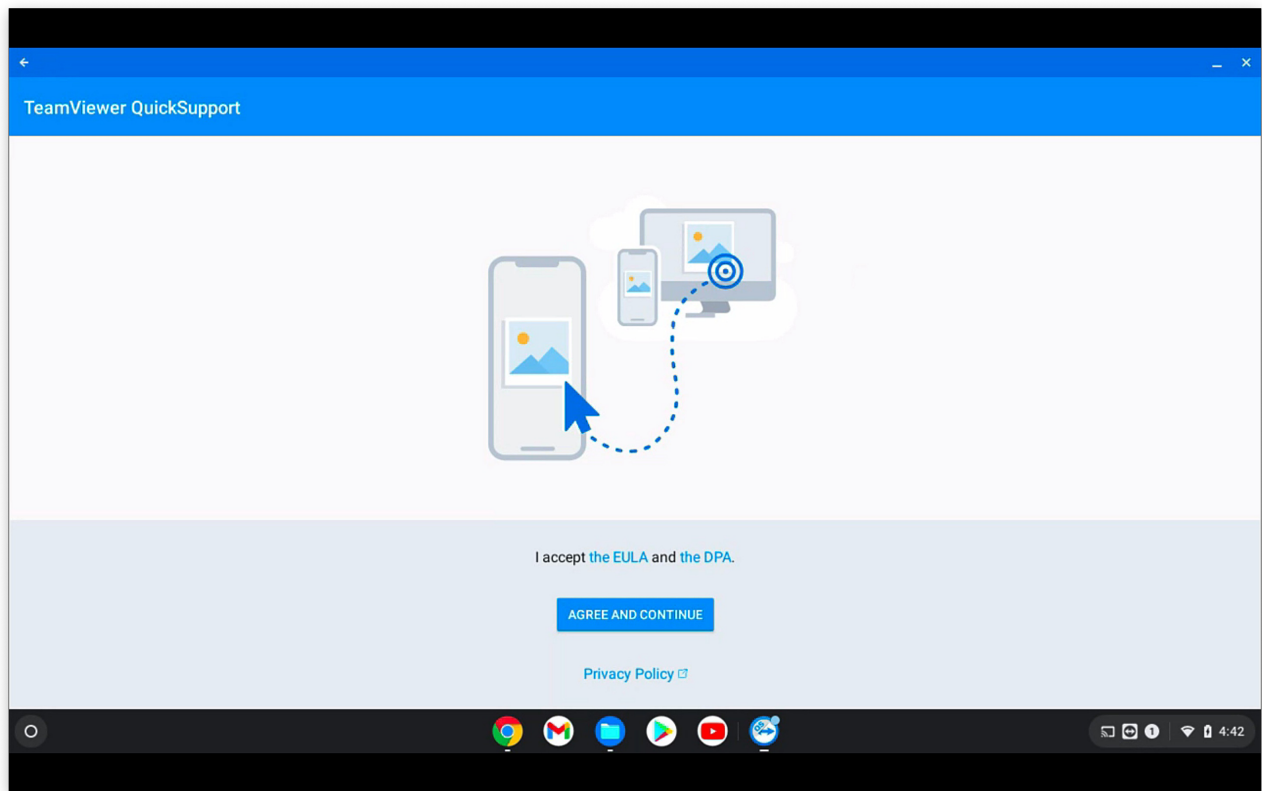 TeamViewer QuickSupport
I accept the EULA and the DPA.
AGREE AND CONTINUE
Privacy Policy
1 4:42